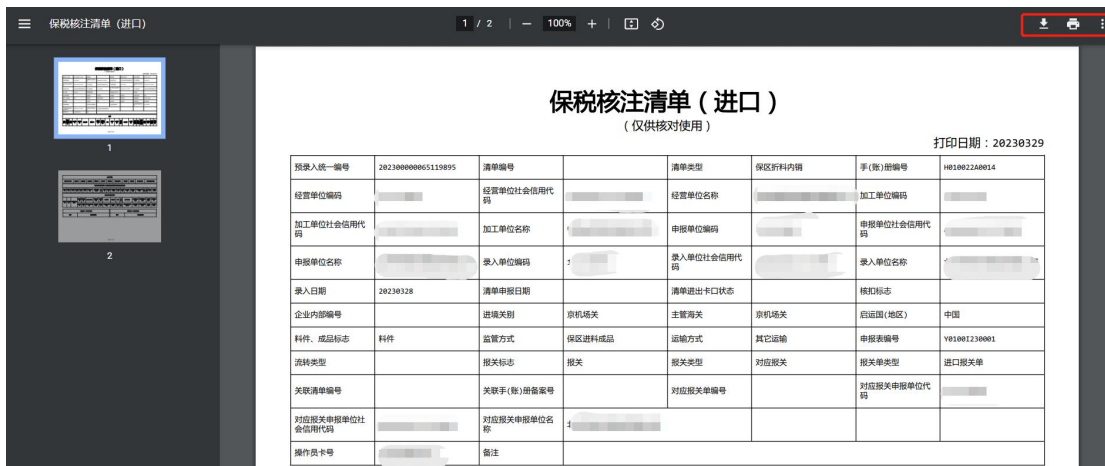 保税核注清单（进口）
1 / 2 | − 100% +
1
2
保税核注清单（进口）
（仅供核对使用）
打印日期：20230329
预录入统一编号 202300000065119895 清单编号 清单类型 保区折料内销 手(账)册编号 H010022A0014
经营单位编码 经营单位社会信用代码 经营单位名称 加工单位编码
加工单位社会信用代码 加工单位名称 申报单位编码 申报单位社会信用代码
申报单位名称 录入单位编码 录入单位社会信用代码 录入单位名称
录入日期 20230328 清单申报日期 清单进出卡口状态 核扣标志
企业内部编号 进境关别 京机场关 主管海关 京机场关 启运国(地区) 中国
料件、成品标志 料件 监管方式 保区进料成品 运输方式 其它运输 申报表编号 Y0100I230001
流转类型 报关标志 报关 报关类型 对应报关 报关单类型 进口报关单
关联清单编号 关联手(账)册备案号 对应报关单编号 对应报关申报单位代码
对应报关申报单位社会信用代码 对应报关申报单位名称
操作员卡号 备注